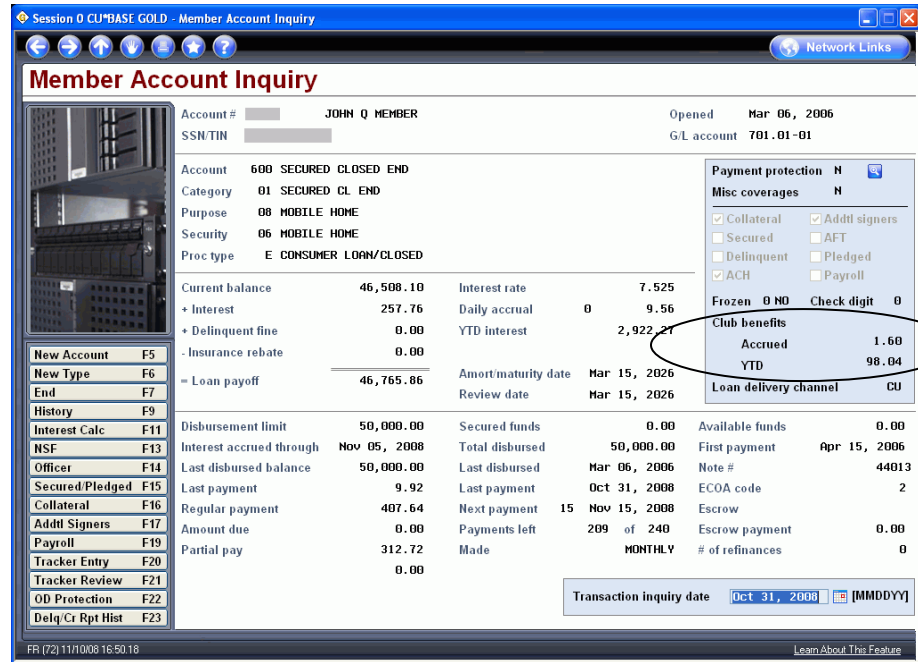 Session 0 CU*BASE GOLD - Member Account Inquiry
Network Links
Member Account Inquiry
Account # JOHN Q MEMBER Opened Mar 06, 2006
SSN/TIN G/L account 701.01-01
Account 600 SECURED CLOSED END
Category 01 SECURED CL END
Purpose 08 MOBILE HOME
Security 06 MOBILE HOME
Proc type E CONSUMER LOAN/CLOSED
Payment protection N
Misc coverages N
Collateral Addtl signers
Secured AFT
Delinquent Pledged
ACH Payroll
Frozen 0 NO Check digit 0
Club benefits
Accrued 1.60
YTD 98.04
Loan delivery channel CU
Current balance 46,508.10 Interest rate 7.525
+ Interest 257.76 Daily accrual 0 9.56
+ Delinquent fine 0.00 YTD interest 2,922.27
- Insurance rebate 0.00
Amort/maturity date Mar 15, 2026
= Loan payoff 46,765.86
Review date Mar 15, 2026
New Account F5
New Type F6
End F7
History F9
Interest Calc F11
NSF F13
Officer F14
Secured/Pledged F15
Collateral F16
Addtl Signers F17
Payroll F19
Tracker Entry F20
Tracker Review F21
OD Protection F22
Delq/Cr Rpt Hist F23
Disbursement limit 50,000.00 Secured funds 0.00 Available funds 0.00
Interest accrued through Nov 05, 2008 Total disbursed 50,000.00 First payment Apr 15, 2006
Last disbursed balance 50,000.00 Last disbursed Mar 06, 2006 Note # 44013
Last payment 9.92 Last payment Oct 31, 2008 ECOA code 2
Regular payment 407.64 Next payment 15 Nov 15, 2008 Escrow
Amount due 0.00 Payments left 209 of 240 Escrow payment 0.00
Partial pay 312.72 Made MONTHLY # of refinances 0
0.00
Transaction inquiry date Oct 31, 2008 [MMDDYY]
FR (72) 11/10/08 16:50.18 Learn About This Feature